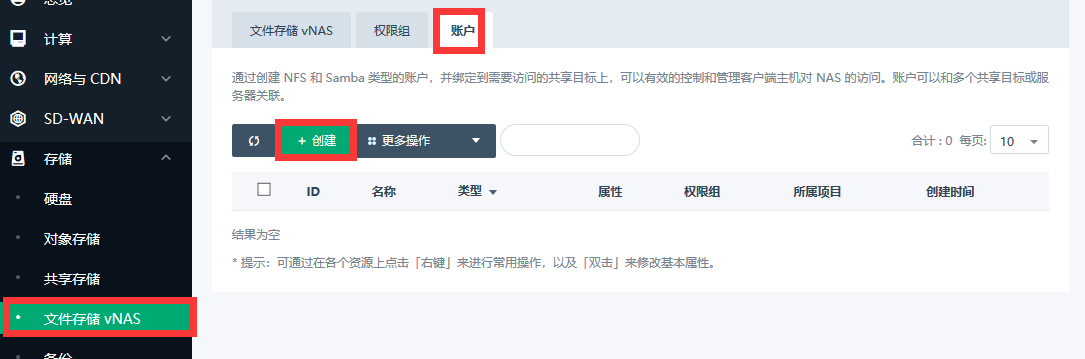 总览
计算
网络与 CDN
SD-WAN
存储
硬盘
对象存储
共享存储
文件存储 vNAS
备份
文件存储 vNAS 权限组 账户
通过创建 NFS 和 Samba 类型的账户，并绑定到需要访问的共享目标上，可以有效的控制和管理客户端主机对 NAS 的访问。账户可以和多个共享目标或服
务器关联。
+ 创建 更多操作 合计 : 0 每页: 10
ID 名称 类型 属性 权限组 所属项目 创建时间
结果为空
* 提示：可通过在各个资源上点击「右键」来进行常用操作，以及「双击」来修改基本属性。